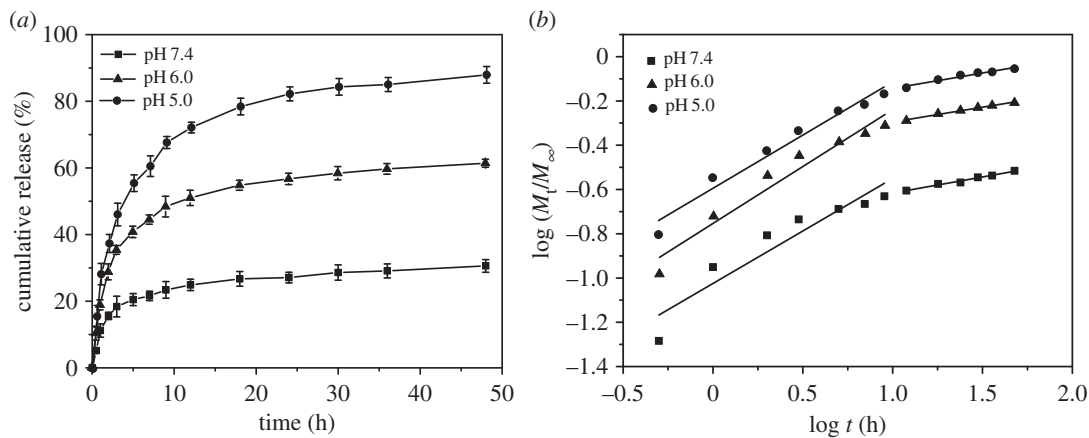 (a)
100
80
60
40
20
0
cumulative release (%)
pH 7.4
pH 6.0
pH 5.0
0 10 20 30 40 50
time (h)
(b)
0
–0.2
–0.4
–0.6
–0.8
–1.0
–1.2
–1.4
log (Mt/M∞)
pH 7.4
pH 6.0
pH 5.0
–0.5 0 0.5 1.0 1.5 2.0
log t (h)